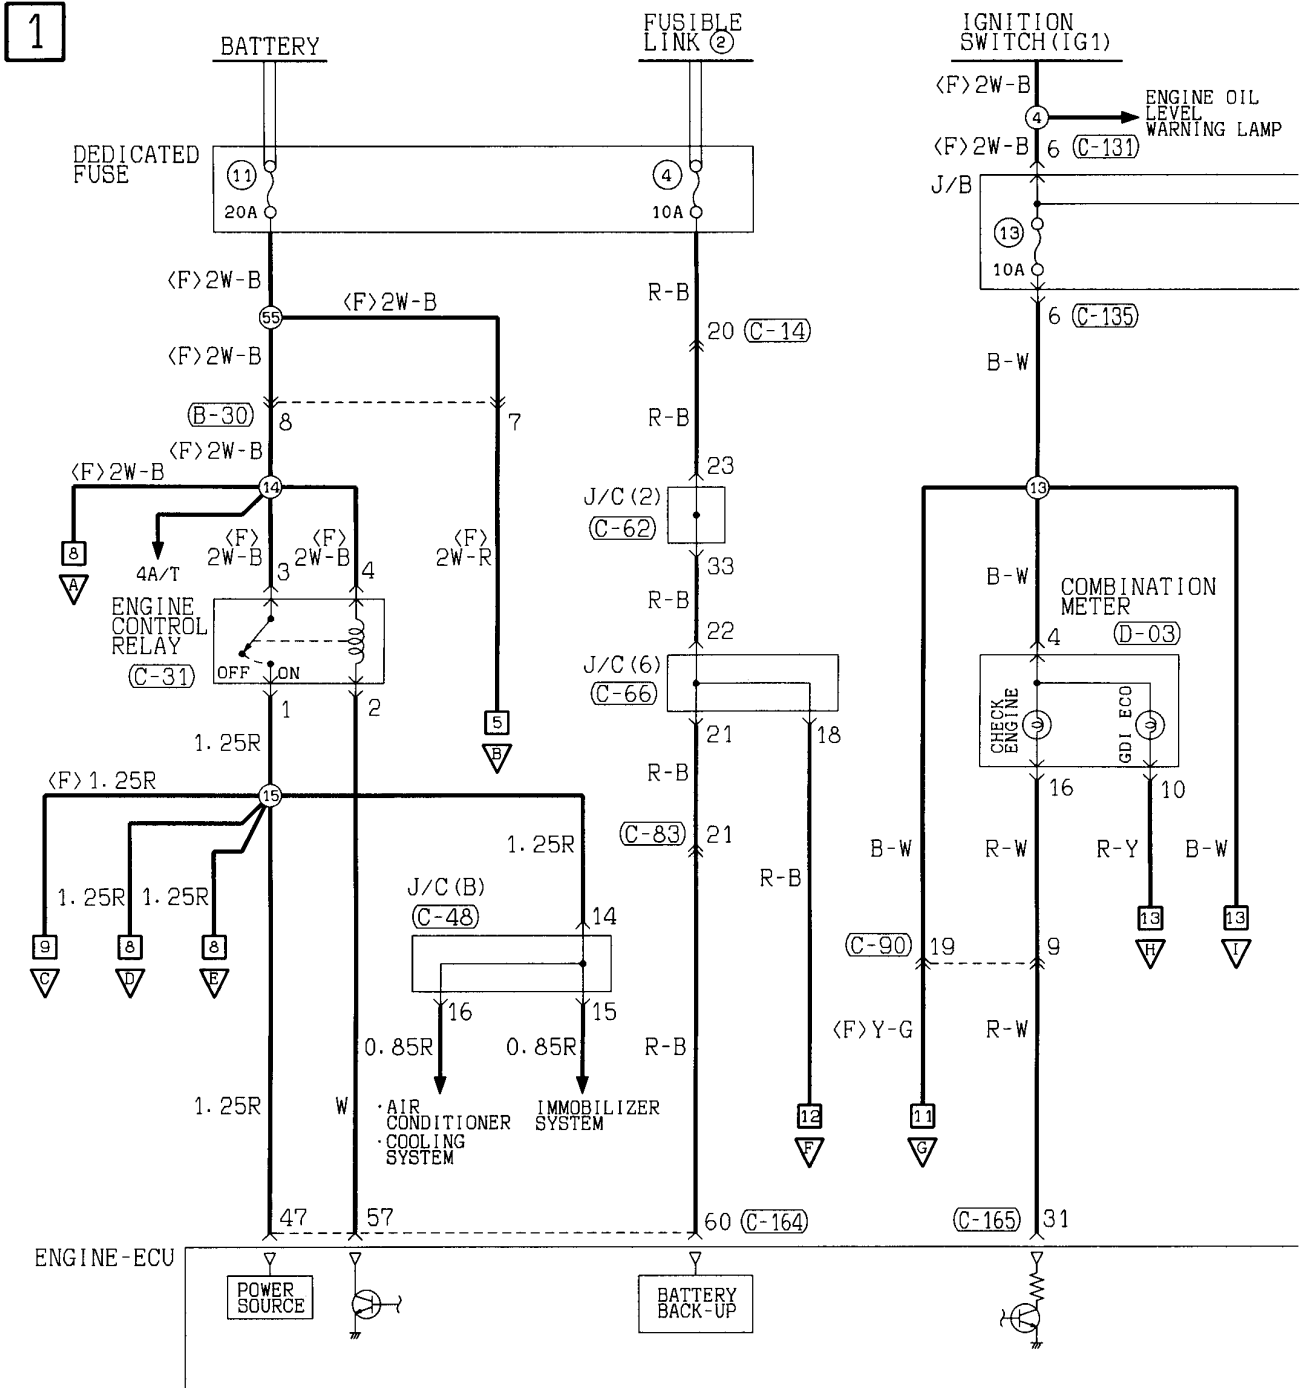 1
BATTERY
FUSIBLE
LINK ②
IGNITION
SWITCH(IG1)
<F>2W-B
4
ENGINE OIL
LEVEL
WARNING LAMP
<F>2W-B
6
C-131
DEDICATED
FUSE
11
20A
4
10A
J/B
13
10A
<F>2W-B
<F>2W-B
R-B
6
C-135
55
20
C-14
<F>2W-B
B-W
B-30
8
7
R-B
<F>2W-B
<F>2W-B
23
14
J/C(2)
13
C-62
<F>
2W-B
<F>
2W-B
<F>
2W-R
8
A
4A/T
3
4
33
B-W
R-B
COMBINATION
METER
ENGINE
CONTROL
RELAY
22
4
D-03
C-31
OFF
ON
J/C(6)
C-66
CHECK
ENGINE
GDI ECO
1
2
5
B
21
18
1.25R
R-B
<F>1.25R
15
16
10
1.25R
C-83
21
B-W
R-W
R-Y
B-W
J/C(B)
R-B
1.25R
1.25R
C-48
14
9
8
8
C-90
19
9
13
13
C
D
E
H
I
16
15
0.85R
0.85R
R-B
<F>Y-G
R-W
1.25R
W
·AIR
CONDITIONER
·COOLING
SYSTEM
IMMOBILIZER
SYSTEM
12
F
11
G
47
57
60
C-164
C-165
31
ENGINE-ECU
POWER
SOURCE
BATTERY
BACK-UP